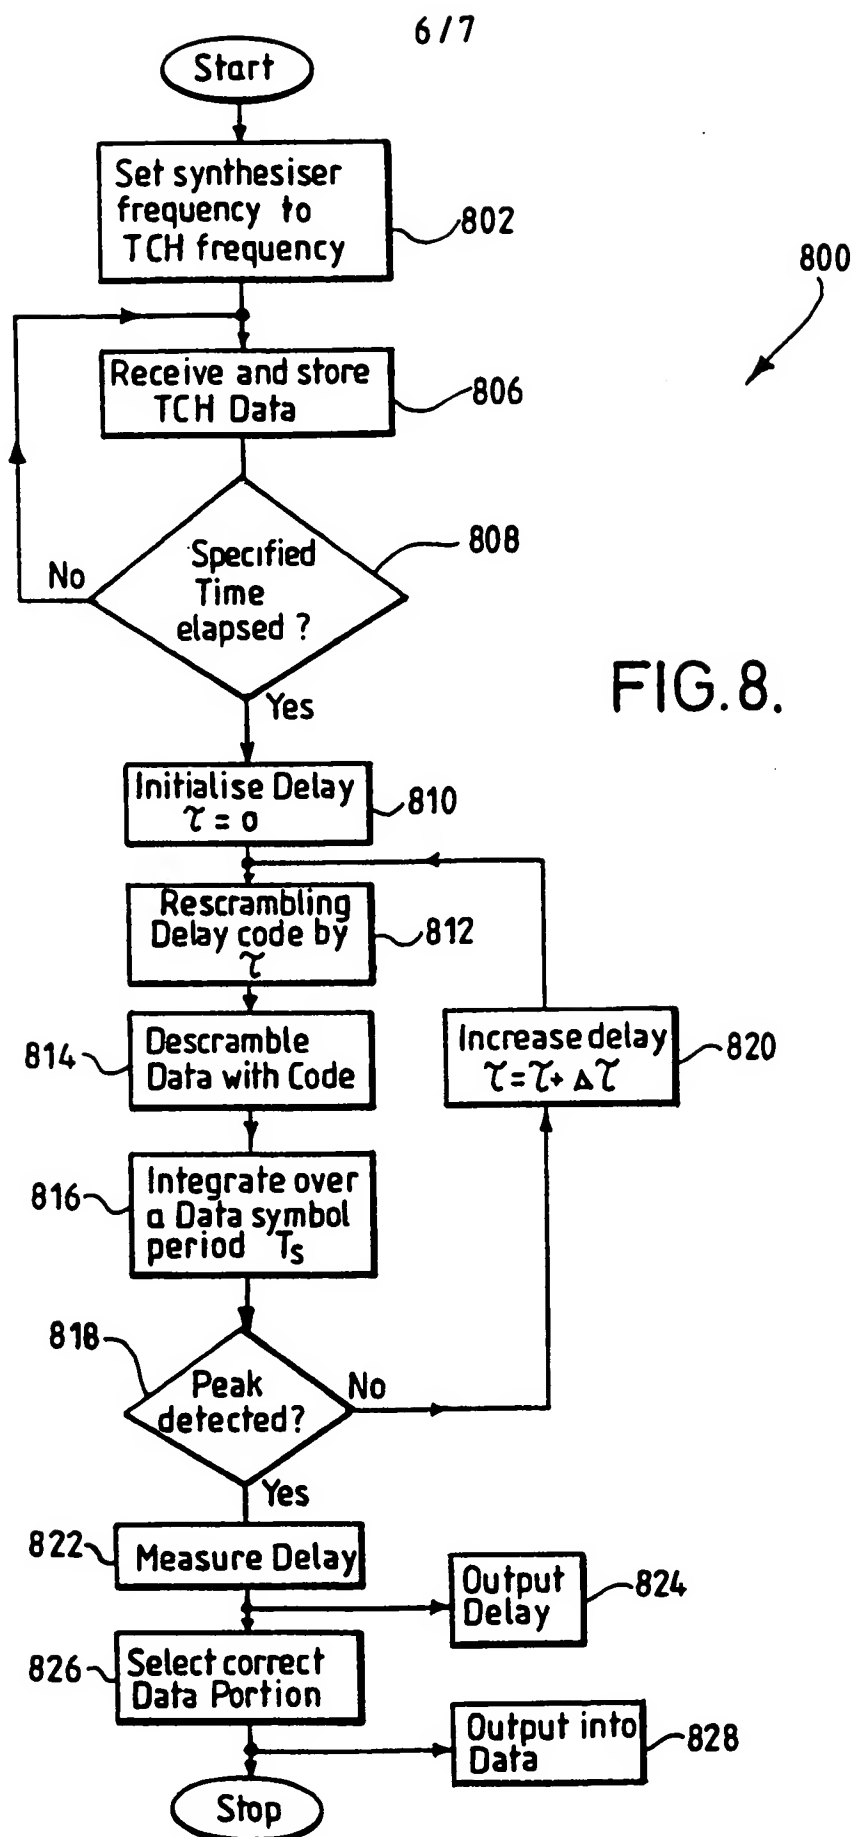 6/7
Start
Set synthesiser
frequency to
TCH frequency
802
800
Receive and store
TCH Data
806
Specified
Time
elapsed ?
808
No
Yes
FIG.8.
Initialise Delay
τ = 0
810
Rescrambling
Delay code by
τ
812
814
Descramble
Data with Code
Increase delay
τ = τ + Δτ
820
816
Integrate over
a Data symbol
period Ts
818
Peak
detected?
No
Yes
822
Measure Delay
Output
Delay
824
826
Select correct
Data Portion
Output into
Data
828
Stop